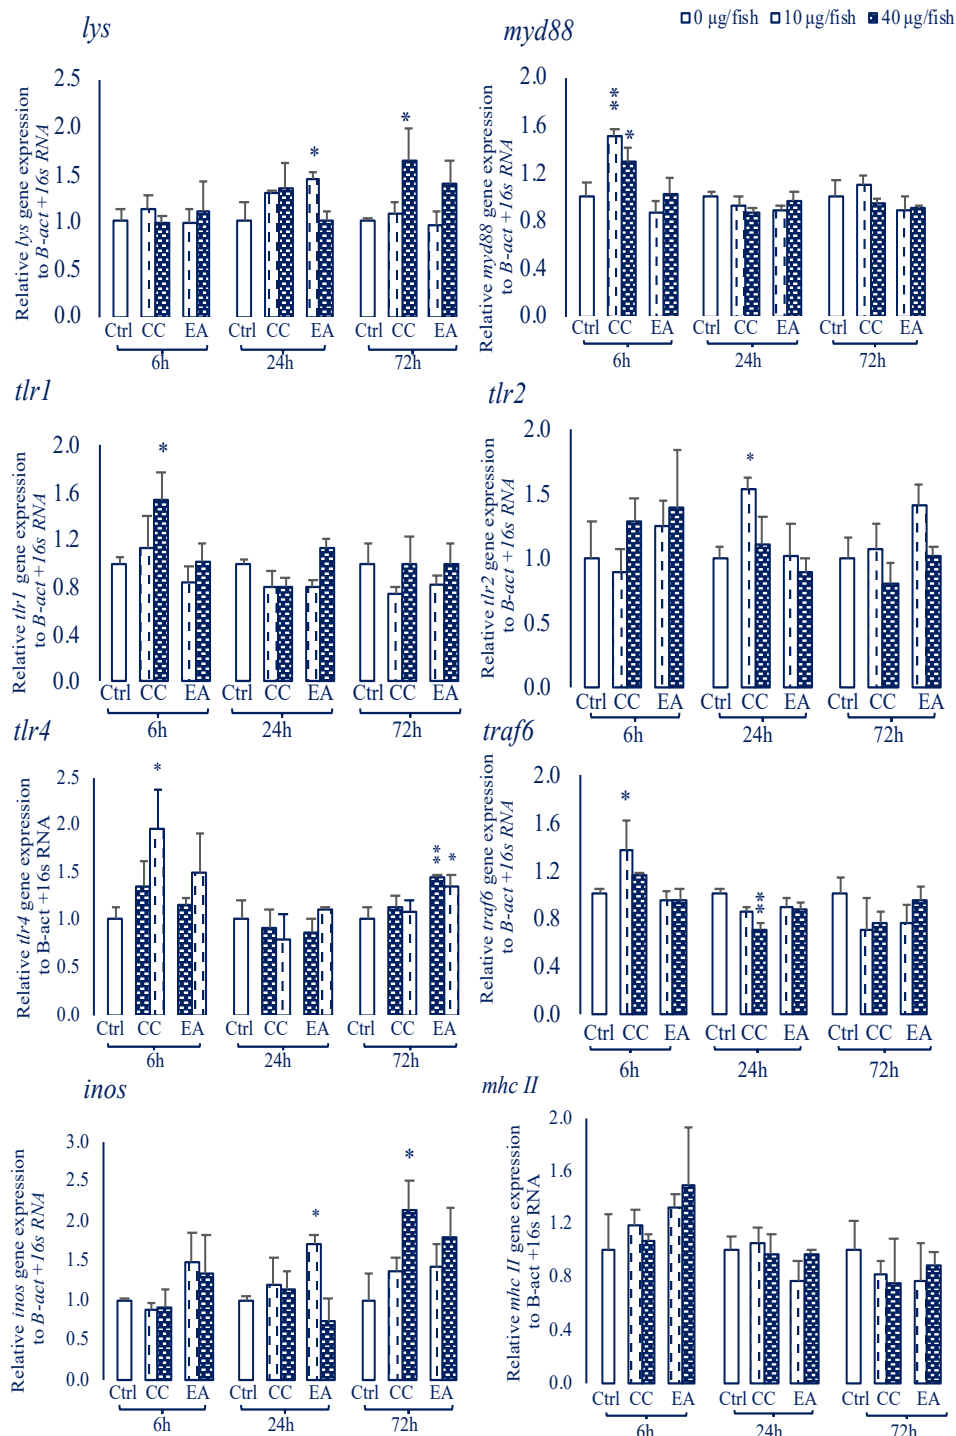 lys
myd88
0 µg/fish 10 µg/fish 40 µg/fish
Relative lys gene expression
to B-act +16s RNA
2.5
2.0
1.5
1.0
0.5
0.0
*
*
Ctrl CC EA Ctrl CC EA Ctrl CC EA
6h 24h 72h
Relative myd88 gene expression
to B-act +16s RNA
2.0
1.6
1.2
0.8
0.4
0.0
**
*
Ctrl CC EA Ctrl CC EA Ctrl CC EA
6h 24h 72h
tlr1
tlr2
Relative tlr1 gene expression
to B-act +16s RNA
2.0
1.6
1.2
0.8
0.4
0.0
*
Ctrl CC EA Ctrl CC EA Ctrl CC EA
6h 24h 72h
Relative tlr2 gene expression
to B-act +16s RNA
2.0
1.5
1.0
0.5
0.0
*
Ctrl CC EA Ctrl CC EA Ctrl CC EA
6h 24h 72h
tlr4
traf6
Relative tlr4 gene expression
to B-act +16s RNA
2.5
2.0
1.5
1.0
0.5
0.0
*
**
*
Ctrl CC EA Ctrl CC EA Ctrl CC EA
6h 24h 72h
Relative traf6 gene expression
to B-act +16s RNA
2.0
1.6
1.2
0.8
0.4
0.0
*
**
Ctrl CC EA Ctrl CC EA Ctrl CC EA
6h 24h 72h
inos
mhc II
Relative inos gene expression
to B-act +16s RNA
3.0
2.0
1.5
1.0
0.5
0.0
*
*
Ctrl CC EA Ctrl CC EA Ctrl CC EA
6h 24h 72h
Relative mhc II gene expression
to B-act +16s RNA
2.0
1.6
1.2
0.8
0.4
0.0
Ctrl CC EA Ctrl CC EA Ctrl CC EA
6h 24h 72h